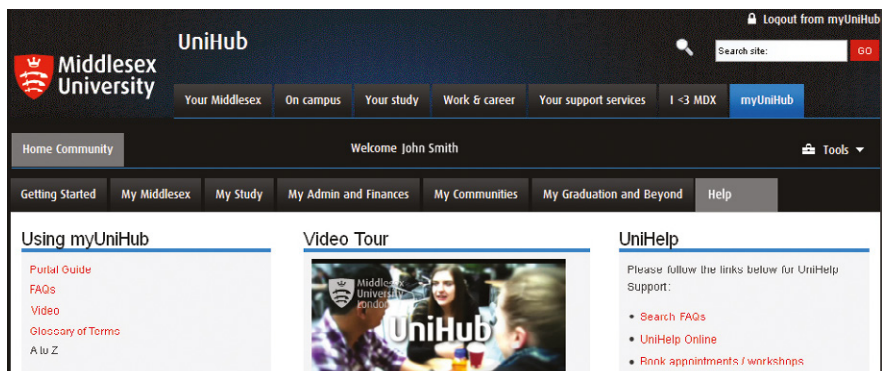 Logout from myUniHub
UniHub
Search site:
GO
Middlesex
University
Your Middlesex
On campus
Your study
Work & career
Your support services
I <3 MDX
myUniHub
Home Community
Welcome John Smith
Tools
Getting Started
My Middlesex
My Study
My Admin and Finances
My Communities
My Graduation and Beyond
Help
Using myUniHub
Portal Guide
FAQs
Video
Glossary of Terms
A to Z
Video Tour
Middlesex
University
London
UniHub
UniHelp
Please follow the links below for UniHelp
Support:
• Search FAQs
• UniHelp Online
• Book appointments / workshops